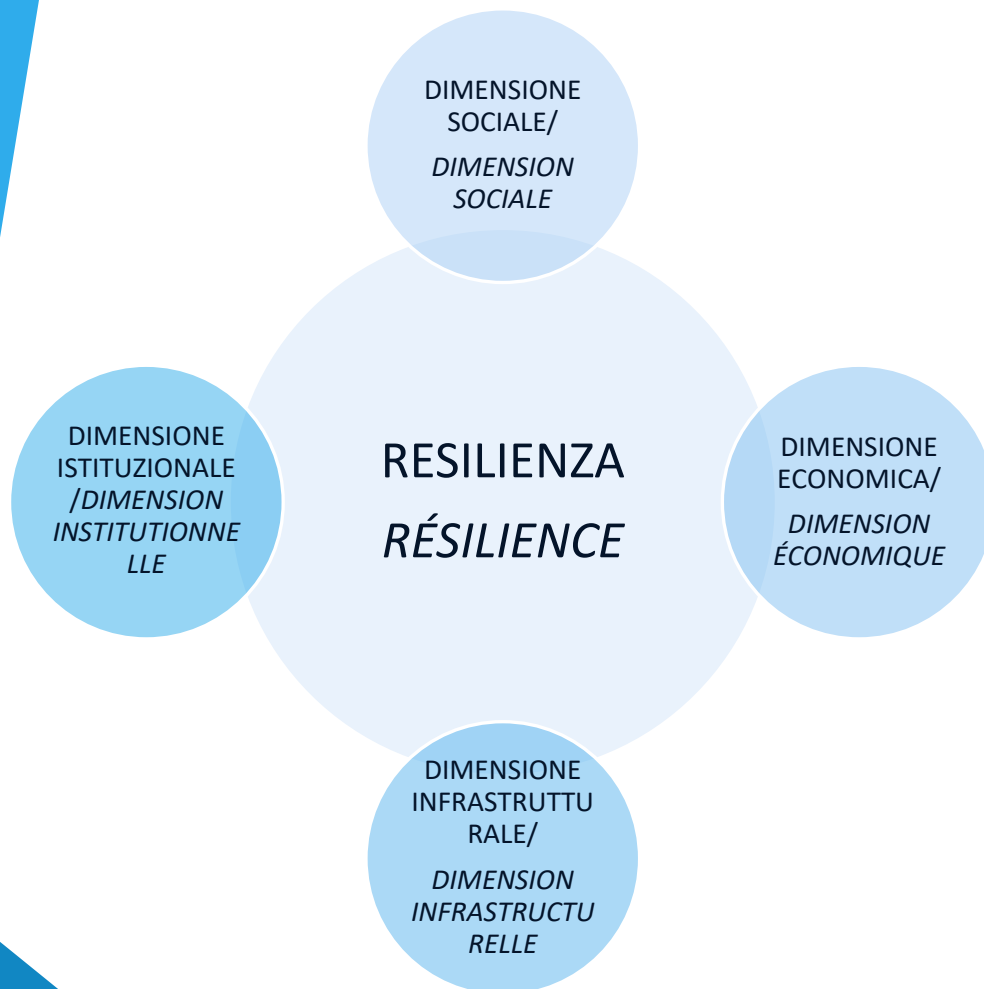 DIMENSIONE
SOCIALE/
DIMENSION
SOCIALE
DIMENSIONE
ISTITUZIONALE
/DIMENSION
INSTITUTIONNE
LLE
RESILIENZA
RÉSILIENCE
DIMENSIONE
ECONOMICA/
DIMENSION
ÉCONOMIQUE
DIMENSIONE
INFRASTRUTTU
RALE/
DIMENSION
INFRASTRUCTU
RELLE